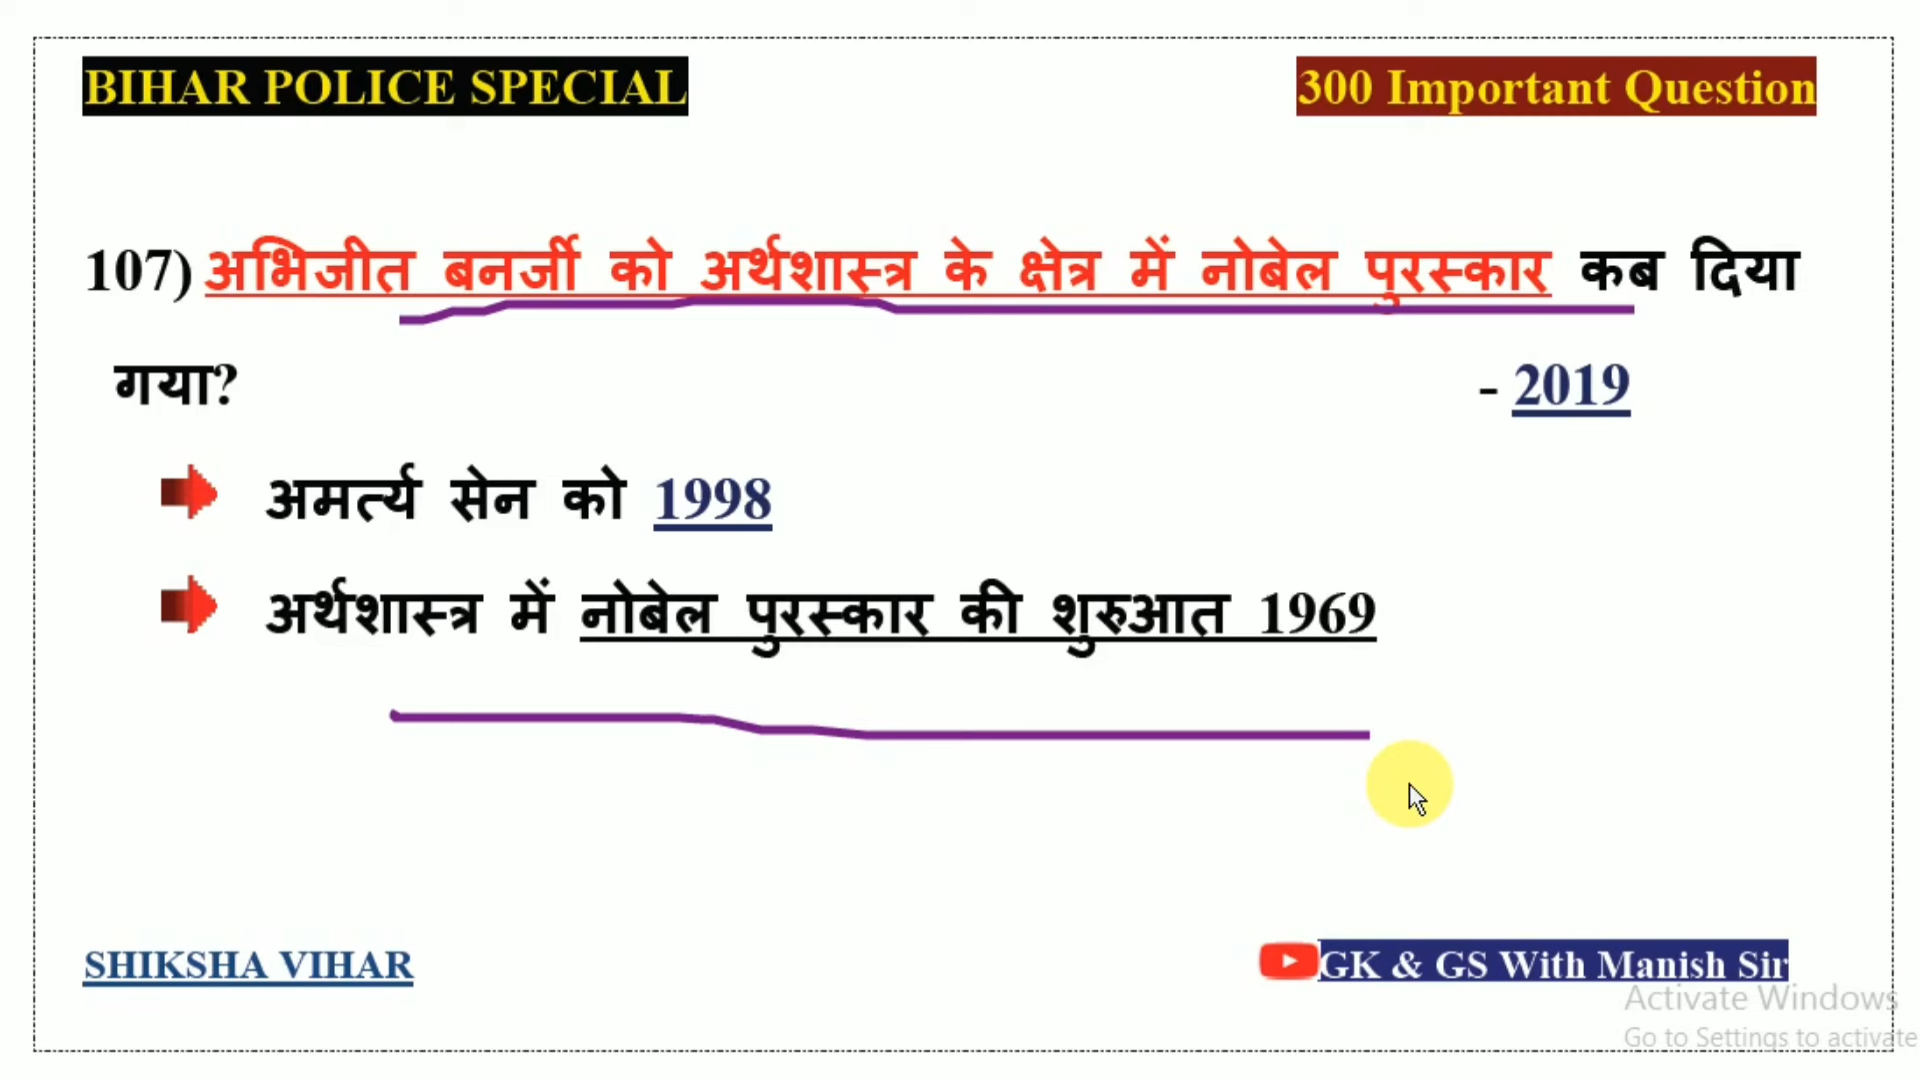 BIHAR POLICE SPECIAL
300 Important Question
107) अभिजीत बनर्जी को अर्थशास्त्र के क्षेत्र में नोबेल पुरस्कार कब दिया
गया? - 2019
अमर्त्य सेन को 1998
अर्थशास्त्र में नोबेल पुरस्कार की शुरुआत 1969
SHIKSHA VIHAR
GK & GS With Manish Sir
Activate Windows
Go to Settings to activate